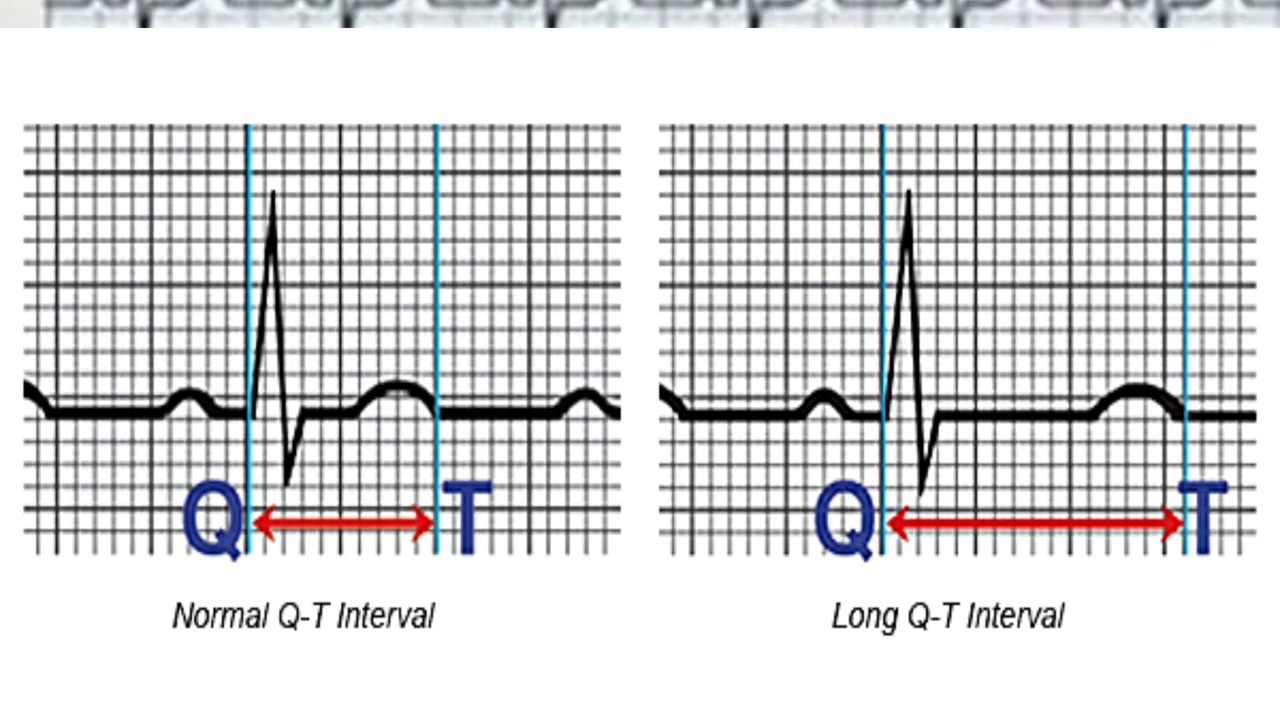 Q T
Q T
Normal Q-T Interval
Long Q-T Interval